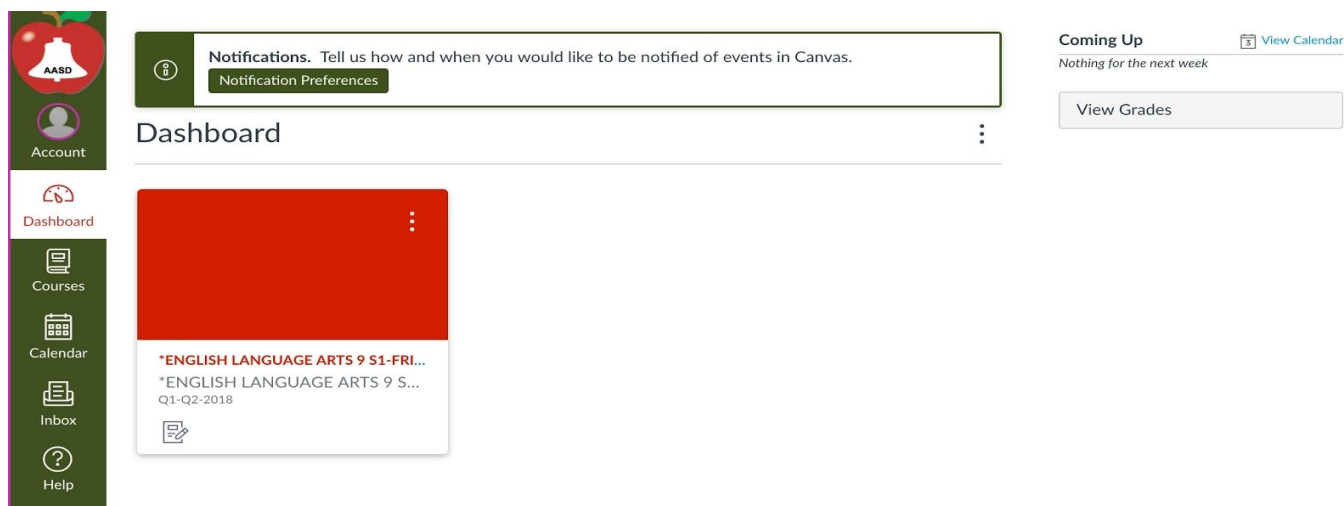 AASD
Account
Dashboard
Courses
Calendar
Inbox
Help
Notifications. Tell us how and when you would like to be notified of events in Canvas.
Notification Preferences
Dashboard
*ENGLISH LANGUAGE ARTS 9 S1-FRI...
*ENGLISH LANGUAGE ARTS 9 S...
Q1-Q2-2018
Coming Up
3 View Calendar
Nothing for the next week
View Grades